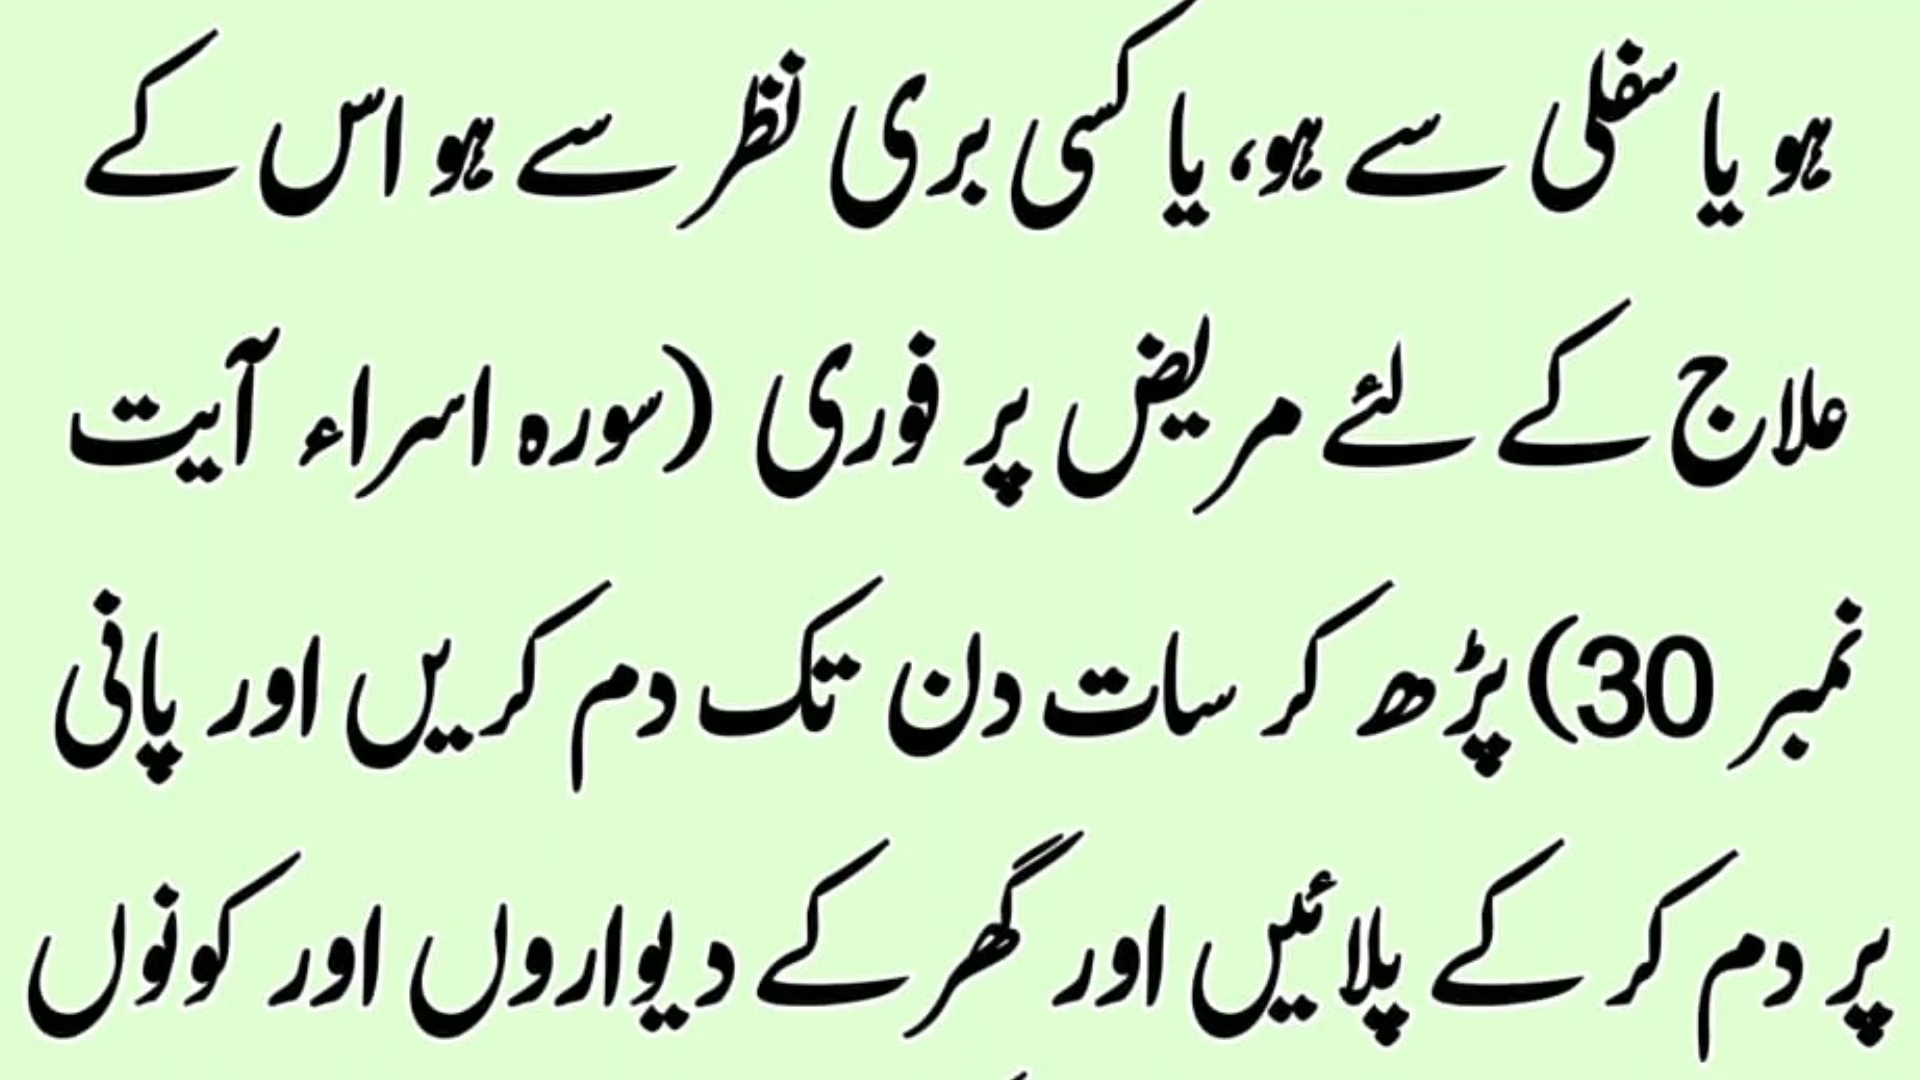 ہو یا سفلی سے ہو، یا کسی بری نظر سے ہو اس کے
علاج کے لئے مریض پر فوری (سورہ اسراء آیت
نمبر 30) پڑھ کر سات دن تک دم کریں اور پانی
پر دم کر کے پلائیں اور گھر کے دیواروں اور کونوں